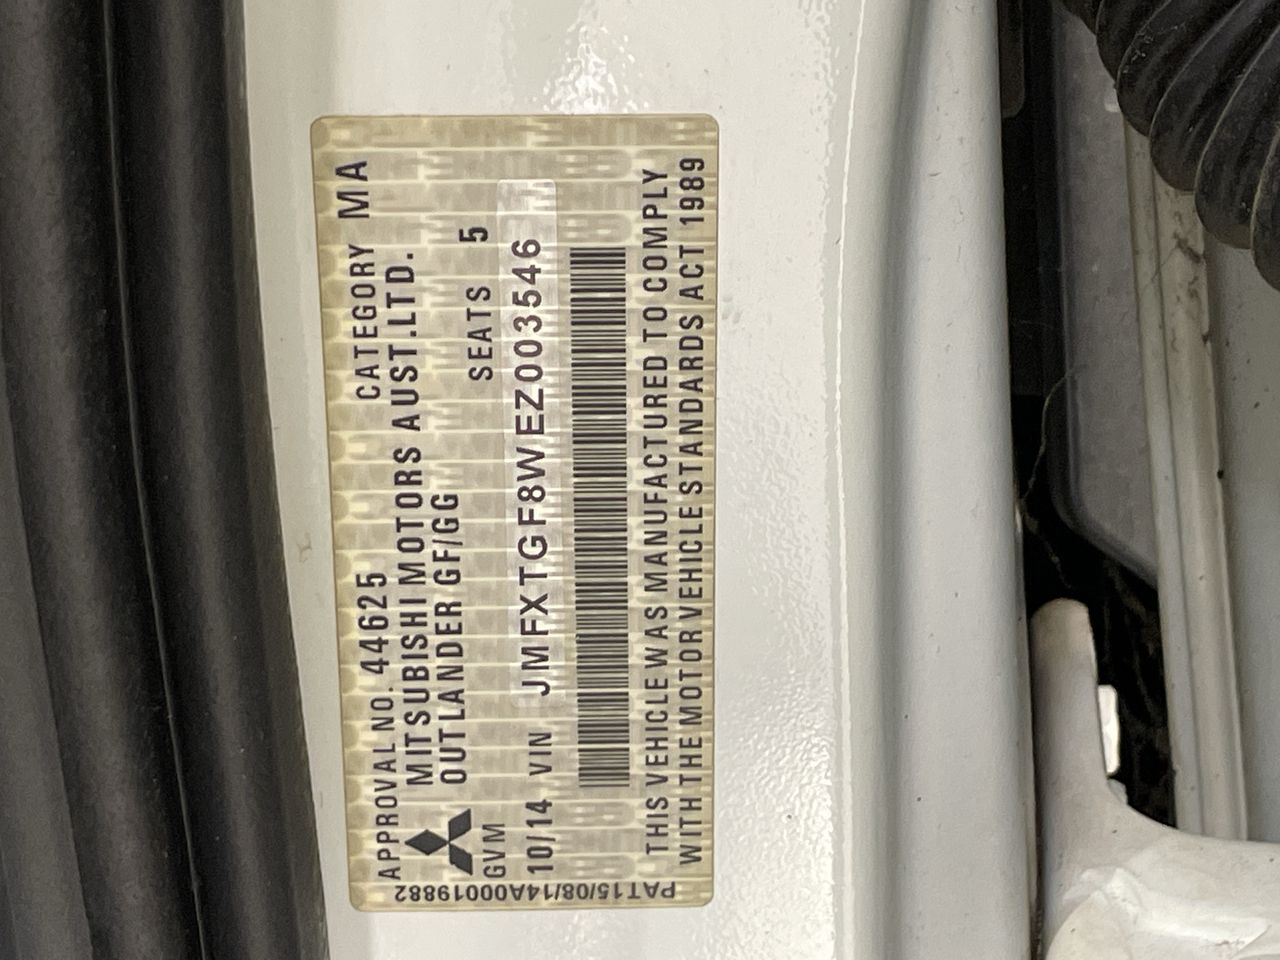 APPROVAL NO. 44625 CATEGORY MA
MITSUBISHI MOTORS AUST.LTD.
OUTLANDER GF/GG
GVM SEATS 5
10/14 VIN JMFXTGF8WEZ003546
THIS VEHICLE WAS MANUFACTURED TO COMPLY
WITH THE MOTOR VEHICLE STANDARDS ACT 1989
PAT15/08/14A00019882